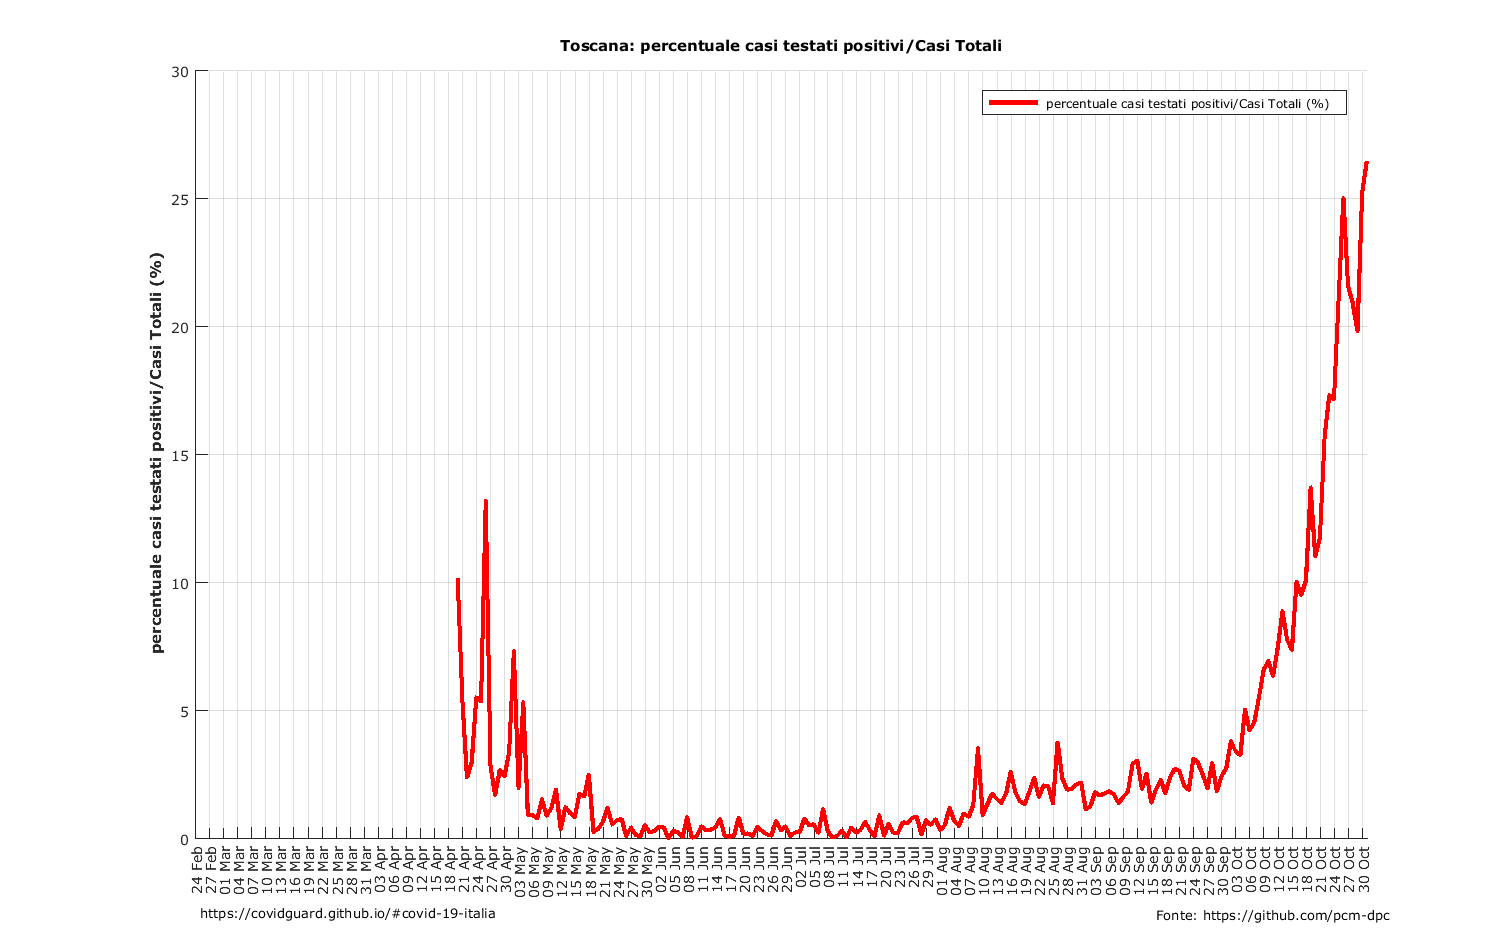 Toscana: percentuale casi testati positivi/Casi Totali
percentuale casi testati positivi/Casi Totali (%)
percentuale casi testati positivi/Casi Totali (%)
30
25
20
15
10
5
0
24 Feb
27 Feb
01 Mar
04 Mar
07 Mar
10 Mar
13 Mar
16 Mar
19 Mar
22 Mar
25 Mar
28 Mar
31 Mar
03 Apr
06 Apr
09 Apr
12 Apr
15 Apr
18 Apr
21 Apr
24 Apr
27 Apr
30 Apr
03 May
06 May
09 May
12 May
15 May
18 May
21 May
24 May
27 May
30 May
02 Jun
05 Jun
08 Jun
11 Jun
14 Jun
17 Jun
20 Jun
23 Jun
26 Jun
29 Jun
02 Jul
05 Jul
08 Jul
11 Jul
14 Jul
17 Jul
20 Jul
23 Jul
26 Jul
29 Jul
01 Aug
04 Aug
07 Aug
10 Aug
13 Aug
16 Aug
19 Aug
22 Aug
25 Aug
28 Aug
31 Aug
03 Sep
06 Sep
09 Sep
12 Sep
15 Sep
18 Sep
21 Sep
24 Sep
27 Sep
30 Sep
03 Oct
06 Oct
09 Oct
12 Oct
15 Oct
18 Oct
21 Oct
24 Oct
27 Oct
30 Oct
https://covidguard.github.io/#covid-19-italia
Fonte: https://github.com/pcm-dpc